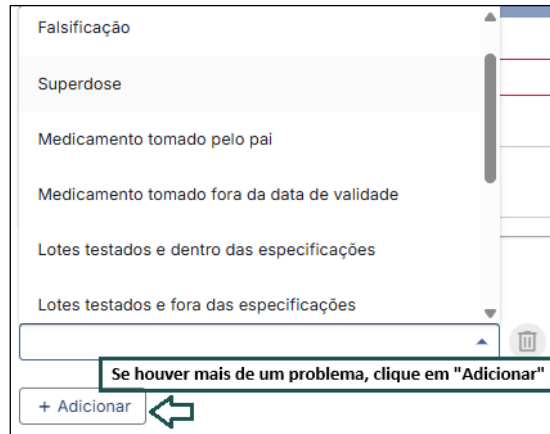 Falsificação
Superdose
Medicamento tomado pelo pai
Medicamento tomado fora da data de validade
Lotes testados e dentro das especificações
Lotes testados e fora das especificações
Se houver mais de um problema, clique em "Adicionar"
+ Adicionar